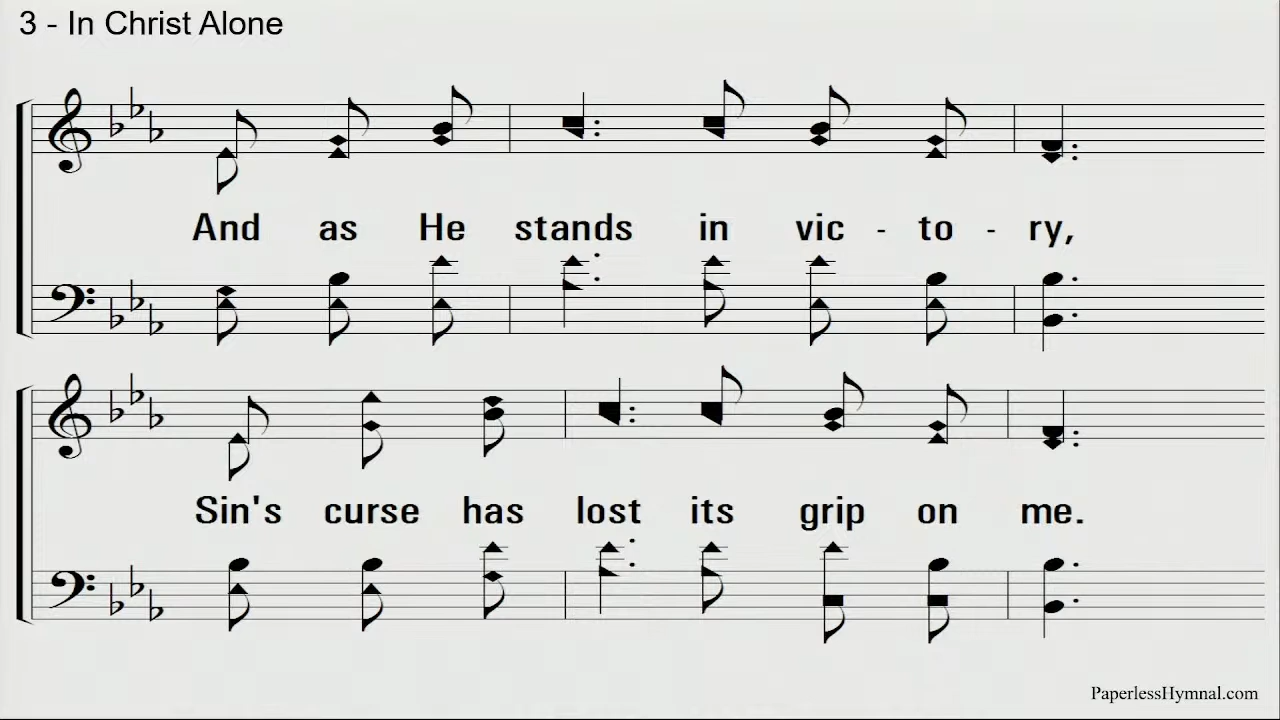 3 - In Christ Alone
And as He stands in vic - to - ry,
Sin's curse has lost its grip on me.
PaperlessHymnal.com